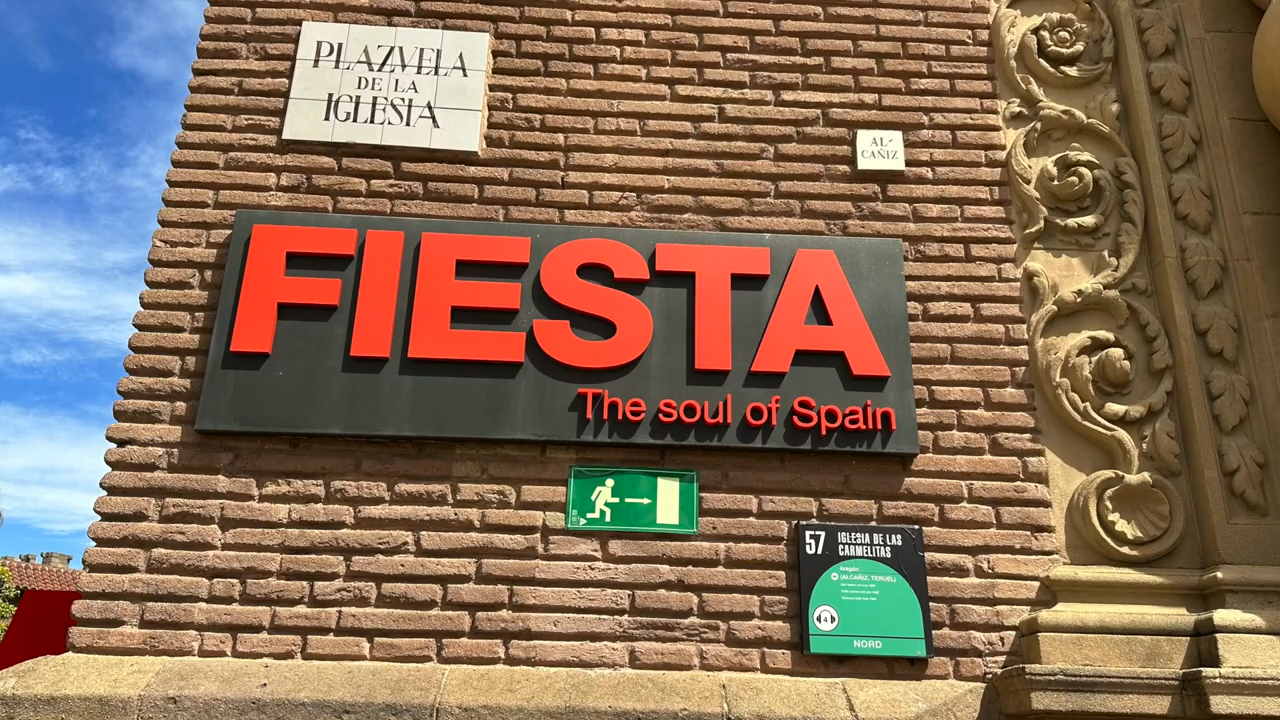 PLAZVELA
DE LA
IGLESIA
AL-
CAÑIZ
FIESTA
The soul of Spain
57
IGLESIA DE LAS
CARMELITAS
Aragón
(ALCAÑIZ, TERUEL)
4
NORD